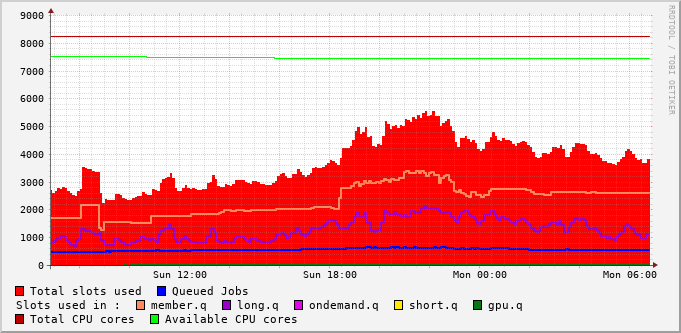 9000
8000
7000
6000
5000
4000
3000
2000
1000
0
Sun 12:00 Sun 18:00 Mon 00:00 Mon 06:00
Total slots used Queued Jobs
Slots used in : member.q long.q ondemand.q short.q gpu.q
Total CPU cores Available CPU cores
RRDTOOL / TOBI OETIKER